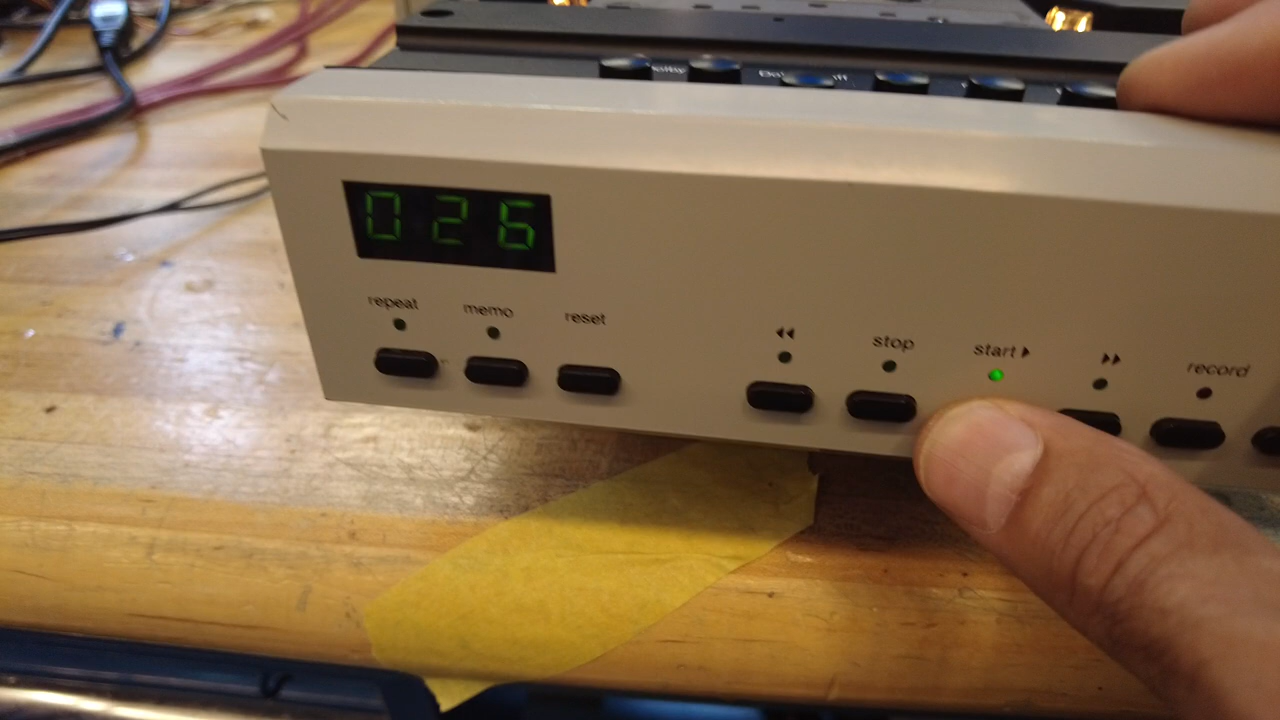 026
repeat memo reset ◀◀ stop start ▶ ▶▶ record